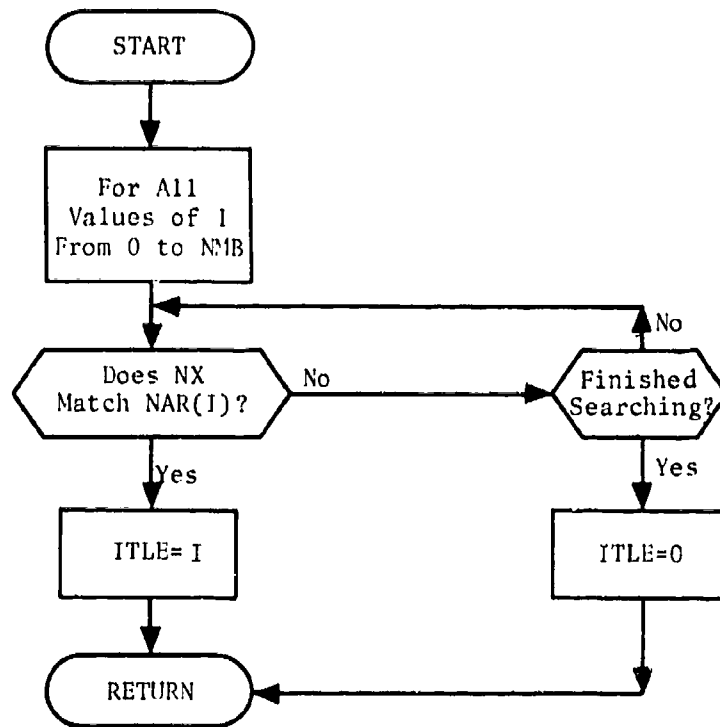 START
For All
Values of I
From 0 to NMB
No
Does NX
Match NAR(I)?
No
Finished
Searching?
Yes
Yes
ITLE= I
ITLE=0
RETURN